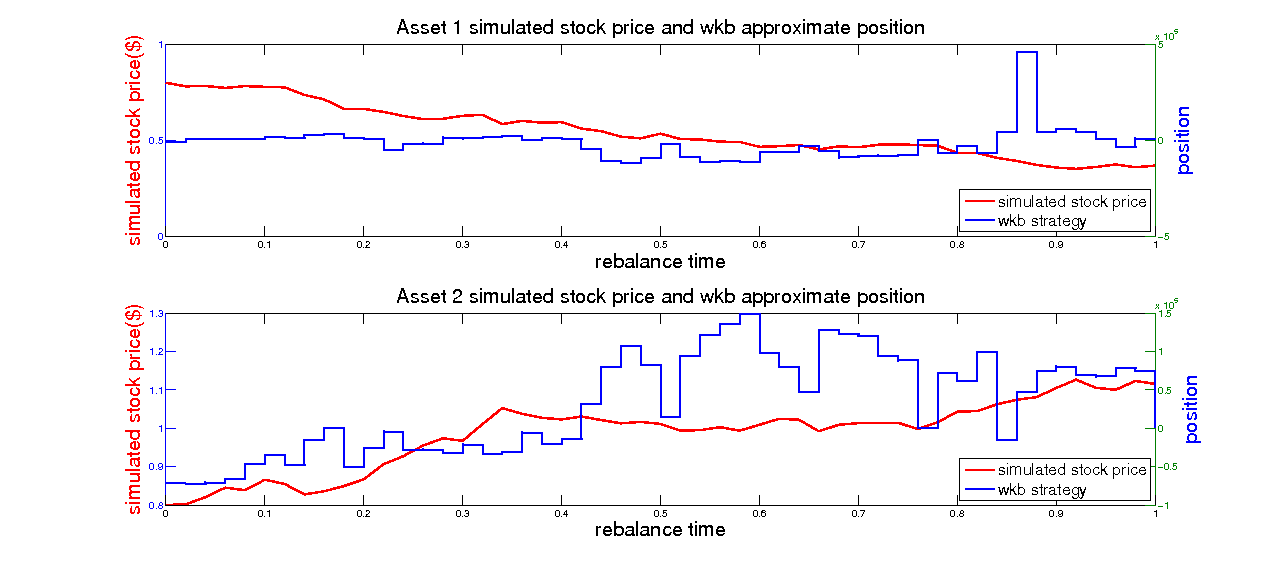 Asset 1 simulated stock price and wkb approximate position
simulated stock price($)
1
0.5
0
5
0
-5
position
0 0.1 0.2 0.3 0.4 0.5 0.6 0.7 0.8 0.9 1
rebalance time
simulated stock price
wkb strategy
Asset 2 simulated stock price and wkb approximate position
simulated stock price($)
1.3
1.2
1.1
1
0.9
0.8
1.5
1
0.5
0
-0.5
-1
position
0 0.1 0.2 0.3 0.4 0.5 0.6 0.7 0.8 0.9 1
rebalance time
simulated stock price
wkb strategy